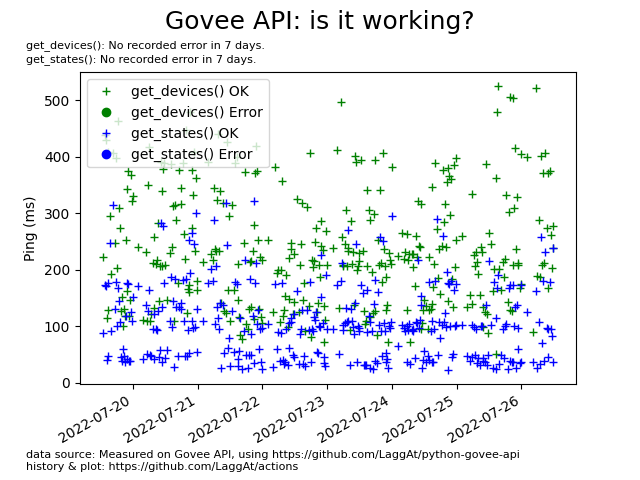 Govee API: is it working?
get_devices(): No recorded error in 7 days.
get_states(): No recorded error in 7 days.
get_devices() OK
get_devices() Error
get_states() OK
get_states() Error
Ping (ms)
500
400
300
200
100
0
2022-07-20
2022-07-21
2022-07-22
2022-07-23
2022-07-24
2022-07-25
2022-07-26
data source: Measured on Govee API, using https://github.com/LaggAt/python-govee-api
history & plot: https://github.com/LaggAt/actions